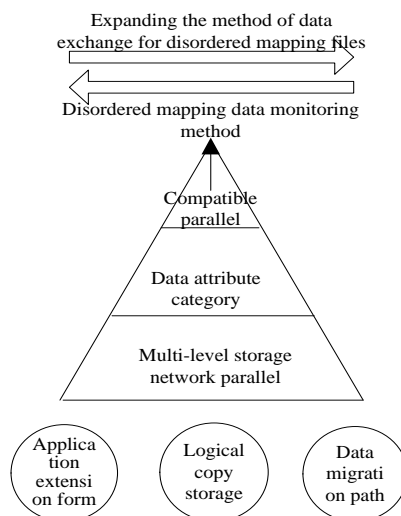 Expanding the method of data
exchange for disordered mapping files
Disordered mapping data monitoring
method
Compatible
parallel
Data attribute
category
Multi-level storage
network parallel
Applica
tion
extensi
on form
Logical
copy
storage
Data
migrati
on path